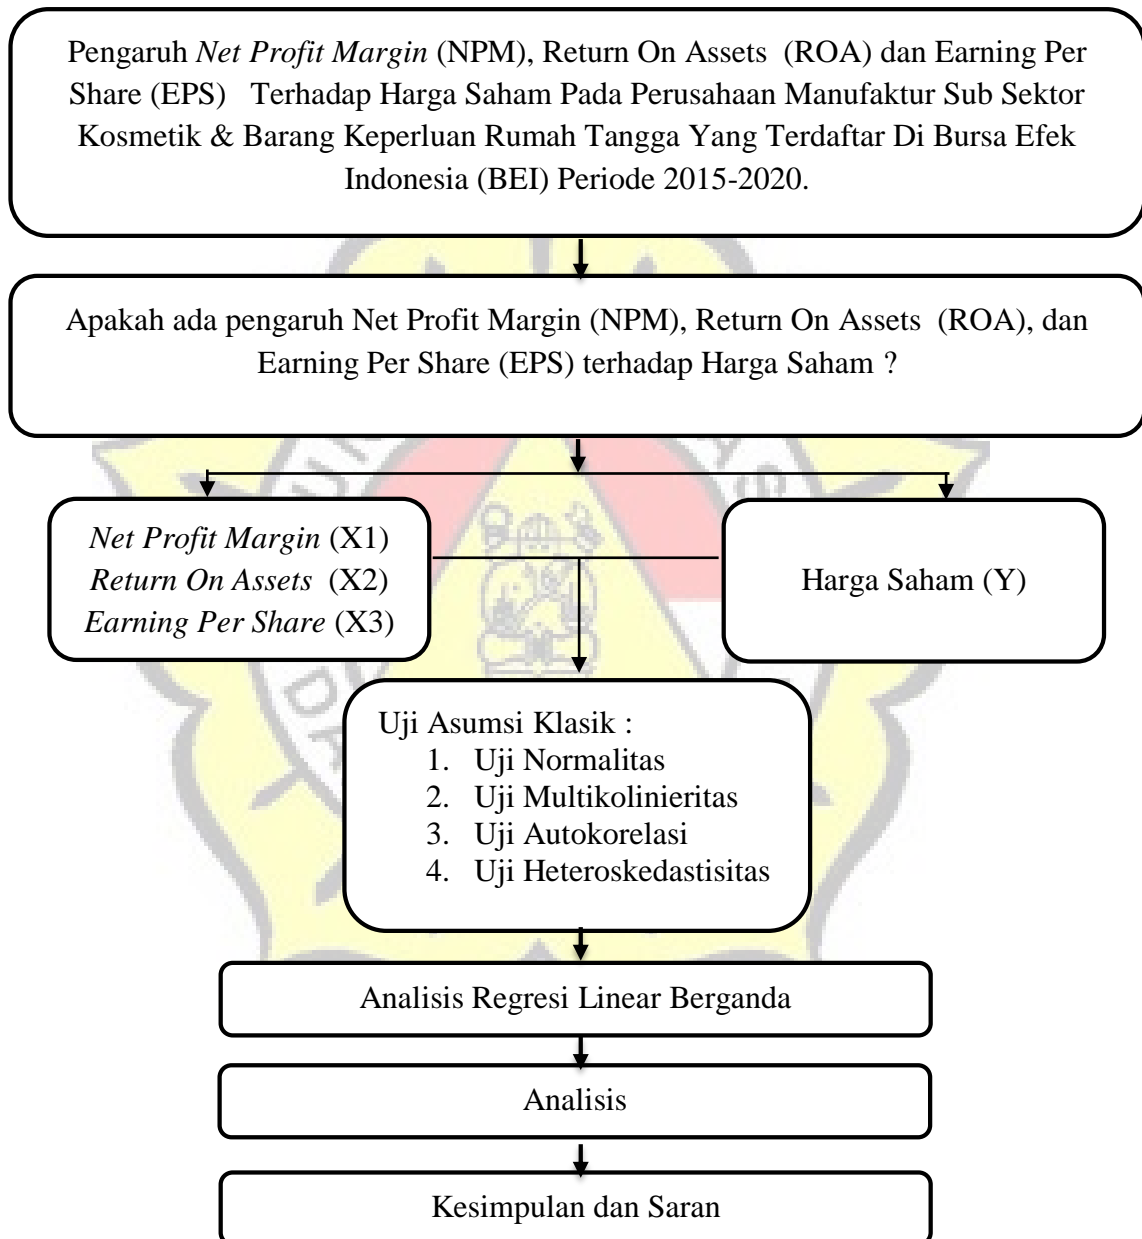 Pengaruh Net Profit Margin (NPM), Return On Assets (ROA) dan Earning Per
Share (EPS) Terhadap Harga Saham Pada Perusahaan Manufaktur Sub Sektor
Kosmetik & Barang Keperluan Rumah Tangga Yang Terdaftar Di Bursa Efek
Indonesia (BEI) Periode 2015-2020.
Apakah ada pengaruh Net Profit Margin (NPM), Return On Assets (ROA), dan
Earning Per Share (EPS) terhadap Harga Saham ?
Net Profit Margin (X1)
Return On Assets (X2)
Earning Per Share (X3)
Harga Saham (Y)
Uji Asumsi Klasik :
1. Uji Normalitas
2. Uji Multikolinieritas
3. Uji Autokorelasi
4. Uji Heteroskedastisitas
Analisis Regresi Linear Berganda
Analisis
Kesimpulan dan Saran